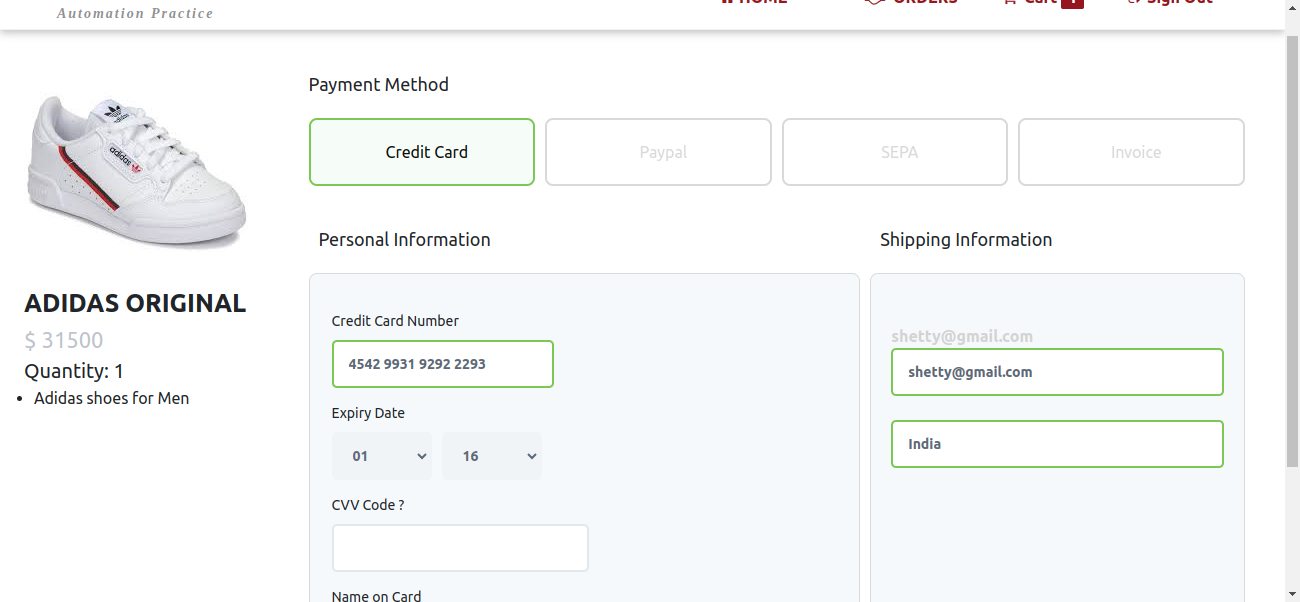 Automation Practice
HOME
ORDERS
Cart 1
Sign Out
Payment Method
Credit Card
Paypal
SEPA
Invoice
adidas
adidas
ADIDAS ORIGINAL
$ 31500
Quantity: 1
Adidas shoes for Men
Personal Information
Credit Card Number
4542 9931 9292 2293
Expiry Date
01
16
CVV Code ?
Name on Card
Shipping Information
shetty@gmail.com
shetty@gmail.com
India